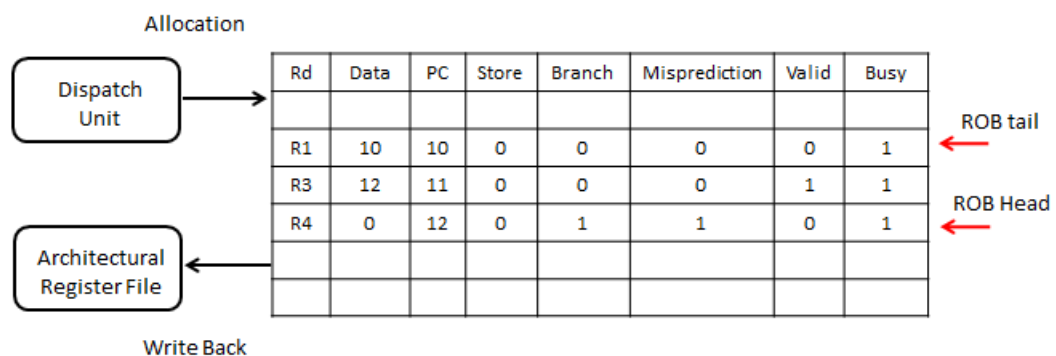 Allocation
Dispatch
Unit
Rd Data PC Store Branch Misprediction Valid Busy
R1 10 10 0 0 0 0 1
R3 12 11 0 0 0 1 1
R4 0 12 0 1 1 0 1
ROB tail
ROB Head
Architectural
Register File
Write Back